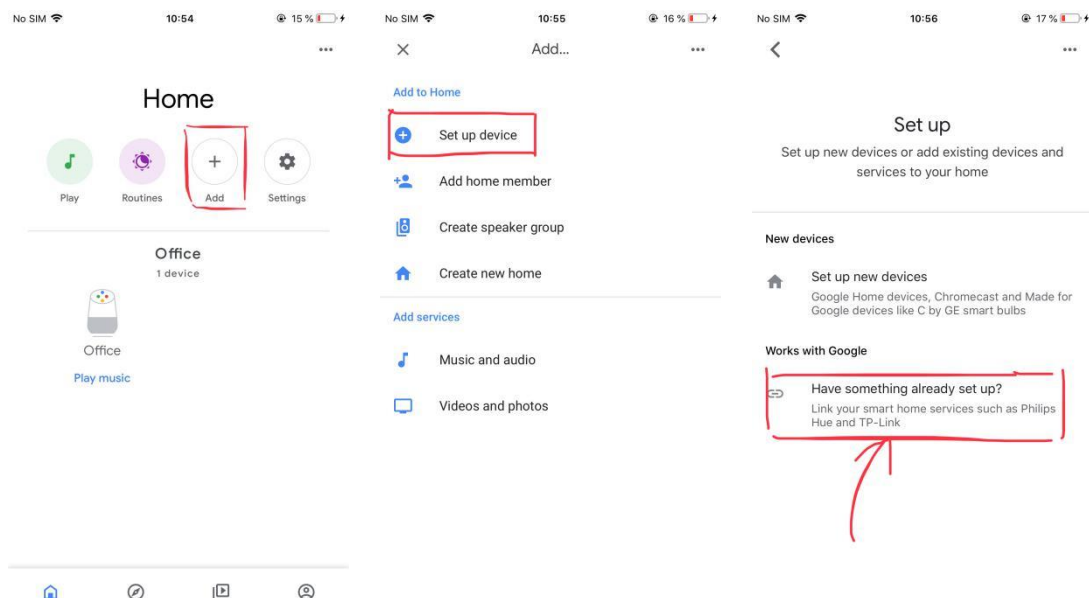 No SIM 10:54 15 %
Home
Play Routines Add Settings
Office
1 device
Office
Play music
No SIM 10:55 16 %
Add...
Add to Home
Set up device
Add home member
Create speaker group
Create new home
Add services
Music and audio
Videos and photos
No SIM 10:56 17 %
Set up
Set up new devices or add existing devices and
services to your home
New devices
Set up new devices
Google Home devices, Chromecast and Made for
Google devices like C by GE smart bulbs
Works with Google
Have something already set up?
Link your smart home services such as Philips
Hue and TP-Link